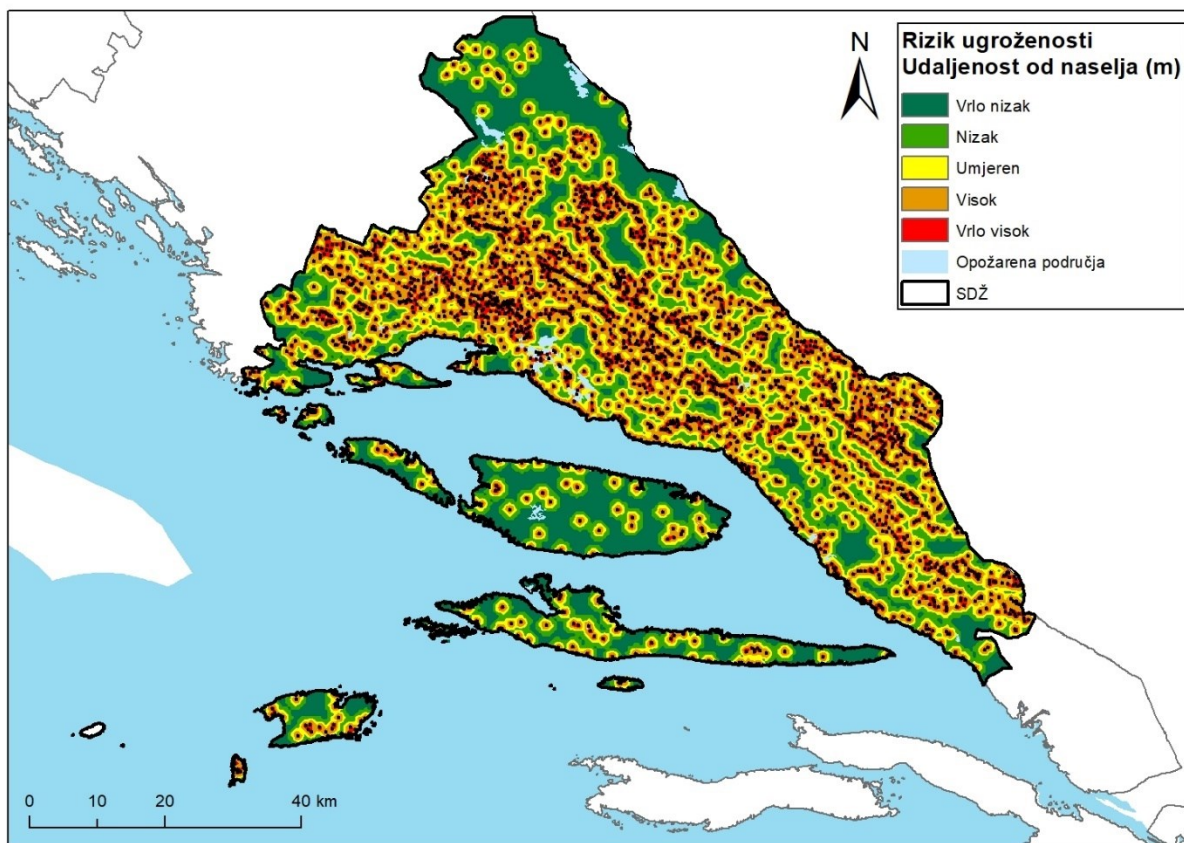 N
Rizik ugroženosti
Udaljenost od naselja (m)
Vrlo nizak
Nizak
Umjeren
Visok
Vrlo visok
Opožarena područja
SDŽ
0 10 20 40 km